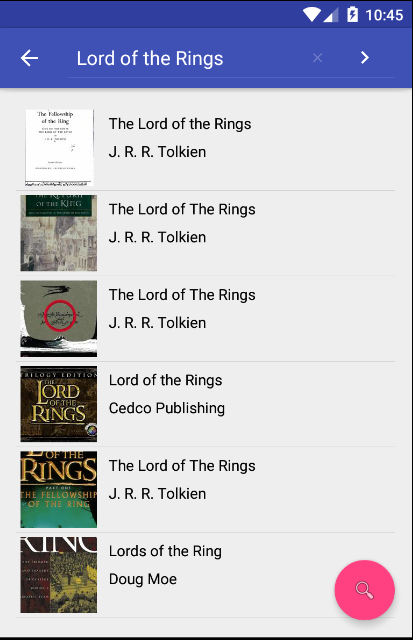 10:45
Lord of the Rings
The Fellowship
of the Ring
The Lord of the Rings
J. R. R. Tolkien
OF THE KING
The Lord of The Rings
J. R. R. Tolkien
The Lord of The Rings
J. R. R. Tolkien
TRILOGY EDITION
THE
LORD
OF THE
RINGS
Lord of the Rings
Cedco Publishing
OF THE
RINGS
PART ONE
THE FELLOWSHIP
OF THE RING
The Lord of The Rings
J. R. R. Tolkien
RING
Lords of the Ring
Doug Moe